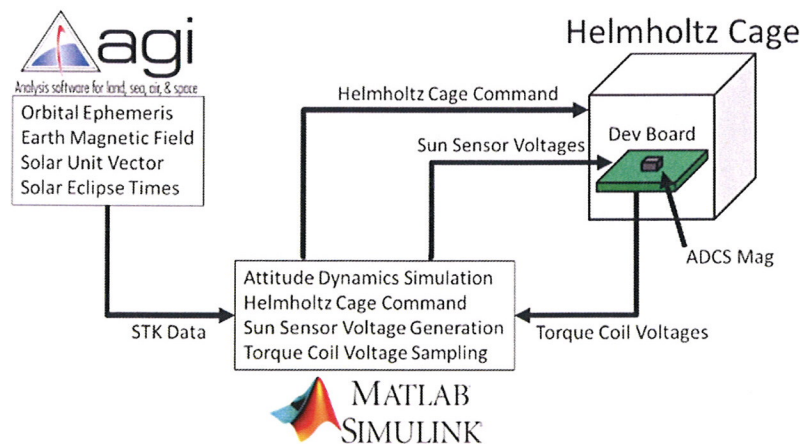 agi
Analysis software for land, sea, air, & space
Orbital Ephemeris
Earth Magnetic Field
Solar Unit Vector
Solar Eclipse Times
Helmholtz Cage
Helmholtz Cage Command
Sun Sensor Voltages
Dev Board
ADCS Mag
STK Data
Attitude Dynamics Simulation
Helmholtz Cage Command
Sun Sensor Voltage Generation
Torque Coil Voltage Sampling
Torque Coil Voltages
MATLAB
SIMULINK